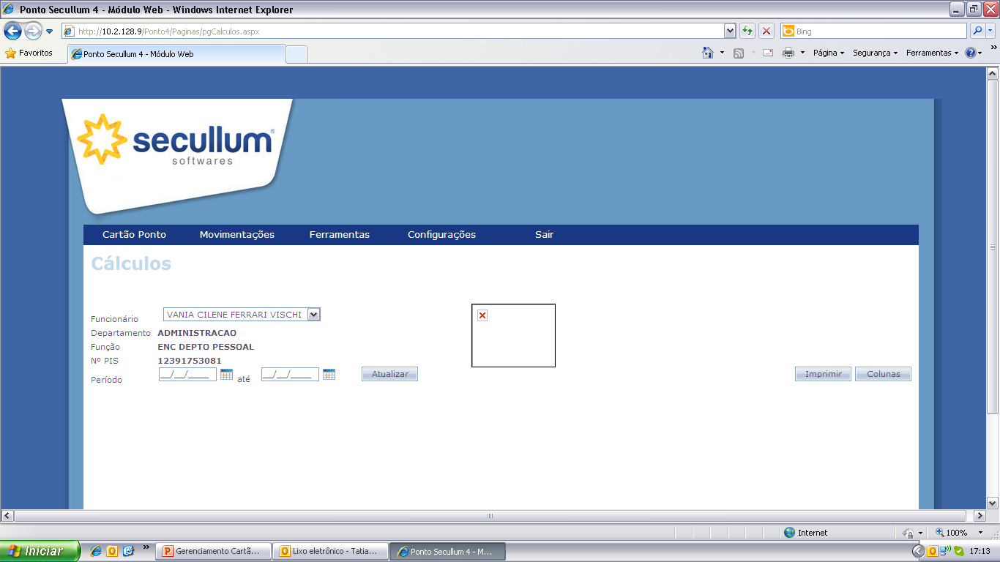 Ponto Secullum 4 - Módulo Web - Windows Internet Explorer
http://10.2.128.9/Ponto4/Paginas/pgCalculos.aspx
Bing
Favoritos
Ponto Secullum 4 - Módulo Web
Página
Segurança
Ferramentas
secullum®
softwares
Cartão Ponto Movimentações Ferramentas Configurações Sair
Cálculos
Funcionário VANIA CILENE FERRARI VISCHI
Departamento ADMINISTRACAO
Função ENC DEPTO PESSOAL
Nº PIS 12391753081
Período __/__/____ até __/__/____ Atualizar Imprimir Colunas
Internet 100%
Iniciar Gerenciamento Cartã... Lixo eletrônico - Tatia... Ponto Secullum 4 - M... 17:13